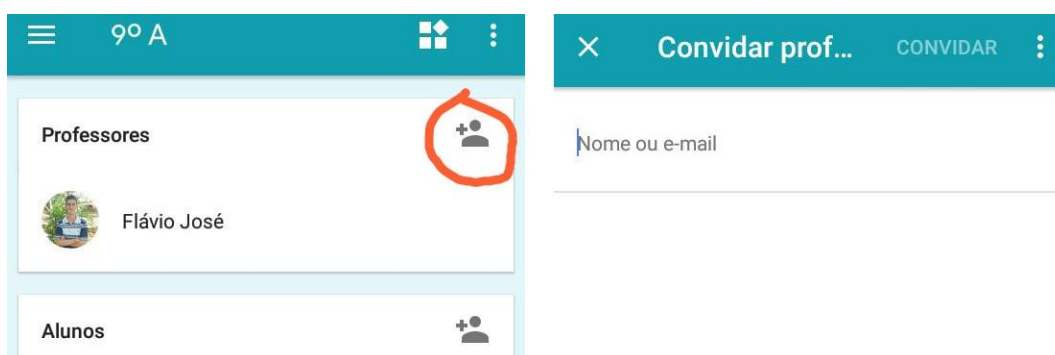 9º A
Professores
Flávio José
Alunos
Convidar prof... CONVIDAR
Nome ou e-mail